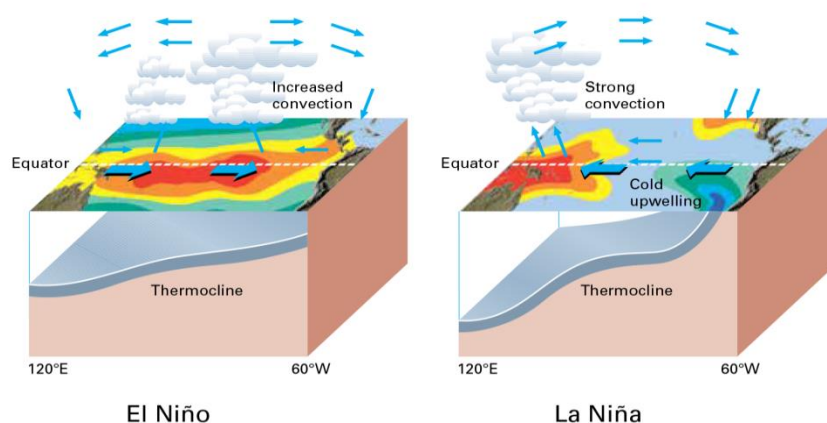 Increased
convection
Equator
Thermocline
120°E
60°W
El Niño
Strong
convection
Equator
Cold
upwelling
Thermocline
120°E
60°W
La Niña